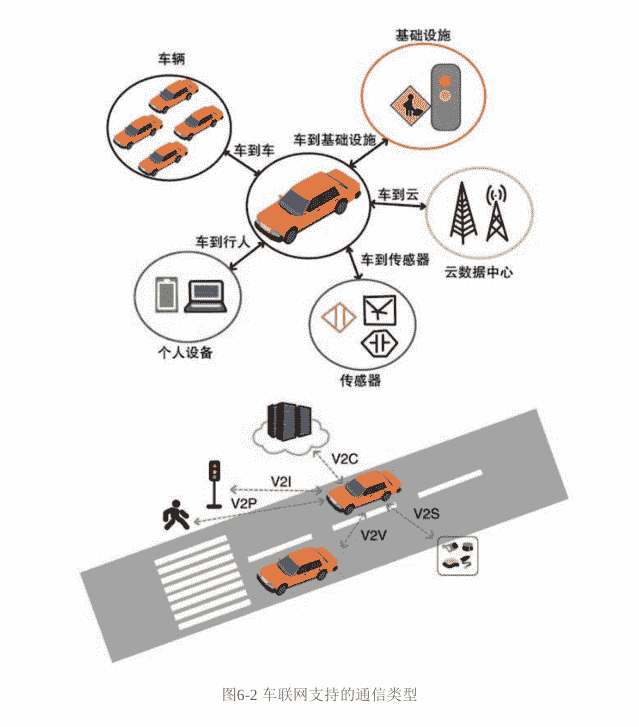 基础设施
车辆
车到基础设施
车到车
车到云
车到行人
车到传感器
云数据中心
个人设备
传感器
V2C
V2I
V2P
V2S
V2V
图6-2 车联网支持的通信类型